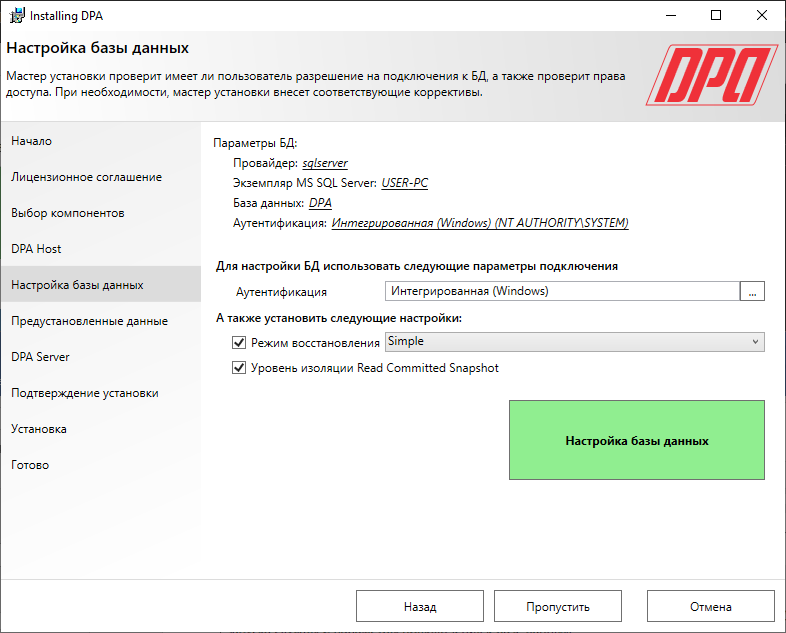 Installing DPA
Настройка базы данных
Мастер установки проверит имеет ли пользователь разрешение на подключения к БД, а также проверит права
доступа. При необходимости, мастер установки внесет соответствующие коррективы.
DPA
Начало
Лицензионное соглашение
Выбор компонентов
DPA Host
Настройка базы данных
Предустановленные данные
DPA Server
Подтверждение установки
Установка
Готово
Параметры БД:
Провайдер: sqlserver
Экземпляр MS SQL Server: USER-PC
База данных: DPA
Аутентификация: Интегрированная (Windows) (NT AUTHORITY\SYSTEM)
Для настройки БД использовать следующие параметры подключения
Аутентификация Интегрированная (Windows) ...
А также установить следующие настройки:
Режим восстановления Simple
Уровень изоляции Read Committed Snapshot
Настройка базы данных
Назад Пропустить Отмена